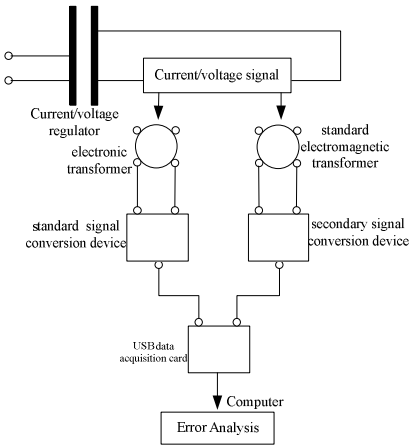 Current/voltage signal
Current/voltage
regulator
electronic
transformer
standard
electromagnetic
transformer
standard signal
conversion device
secondary signal
conversion device
USBdata
acquisition card
Computer
Error Analysis